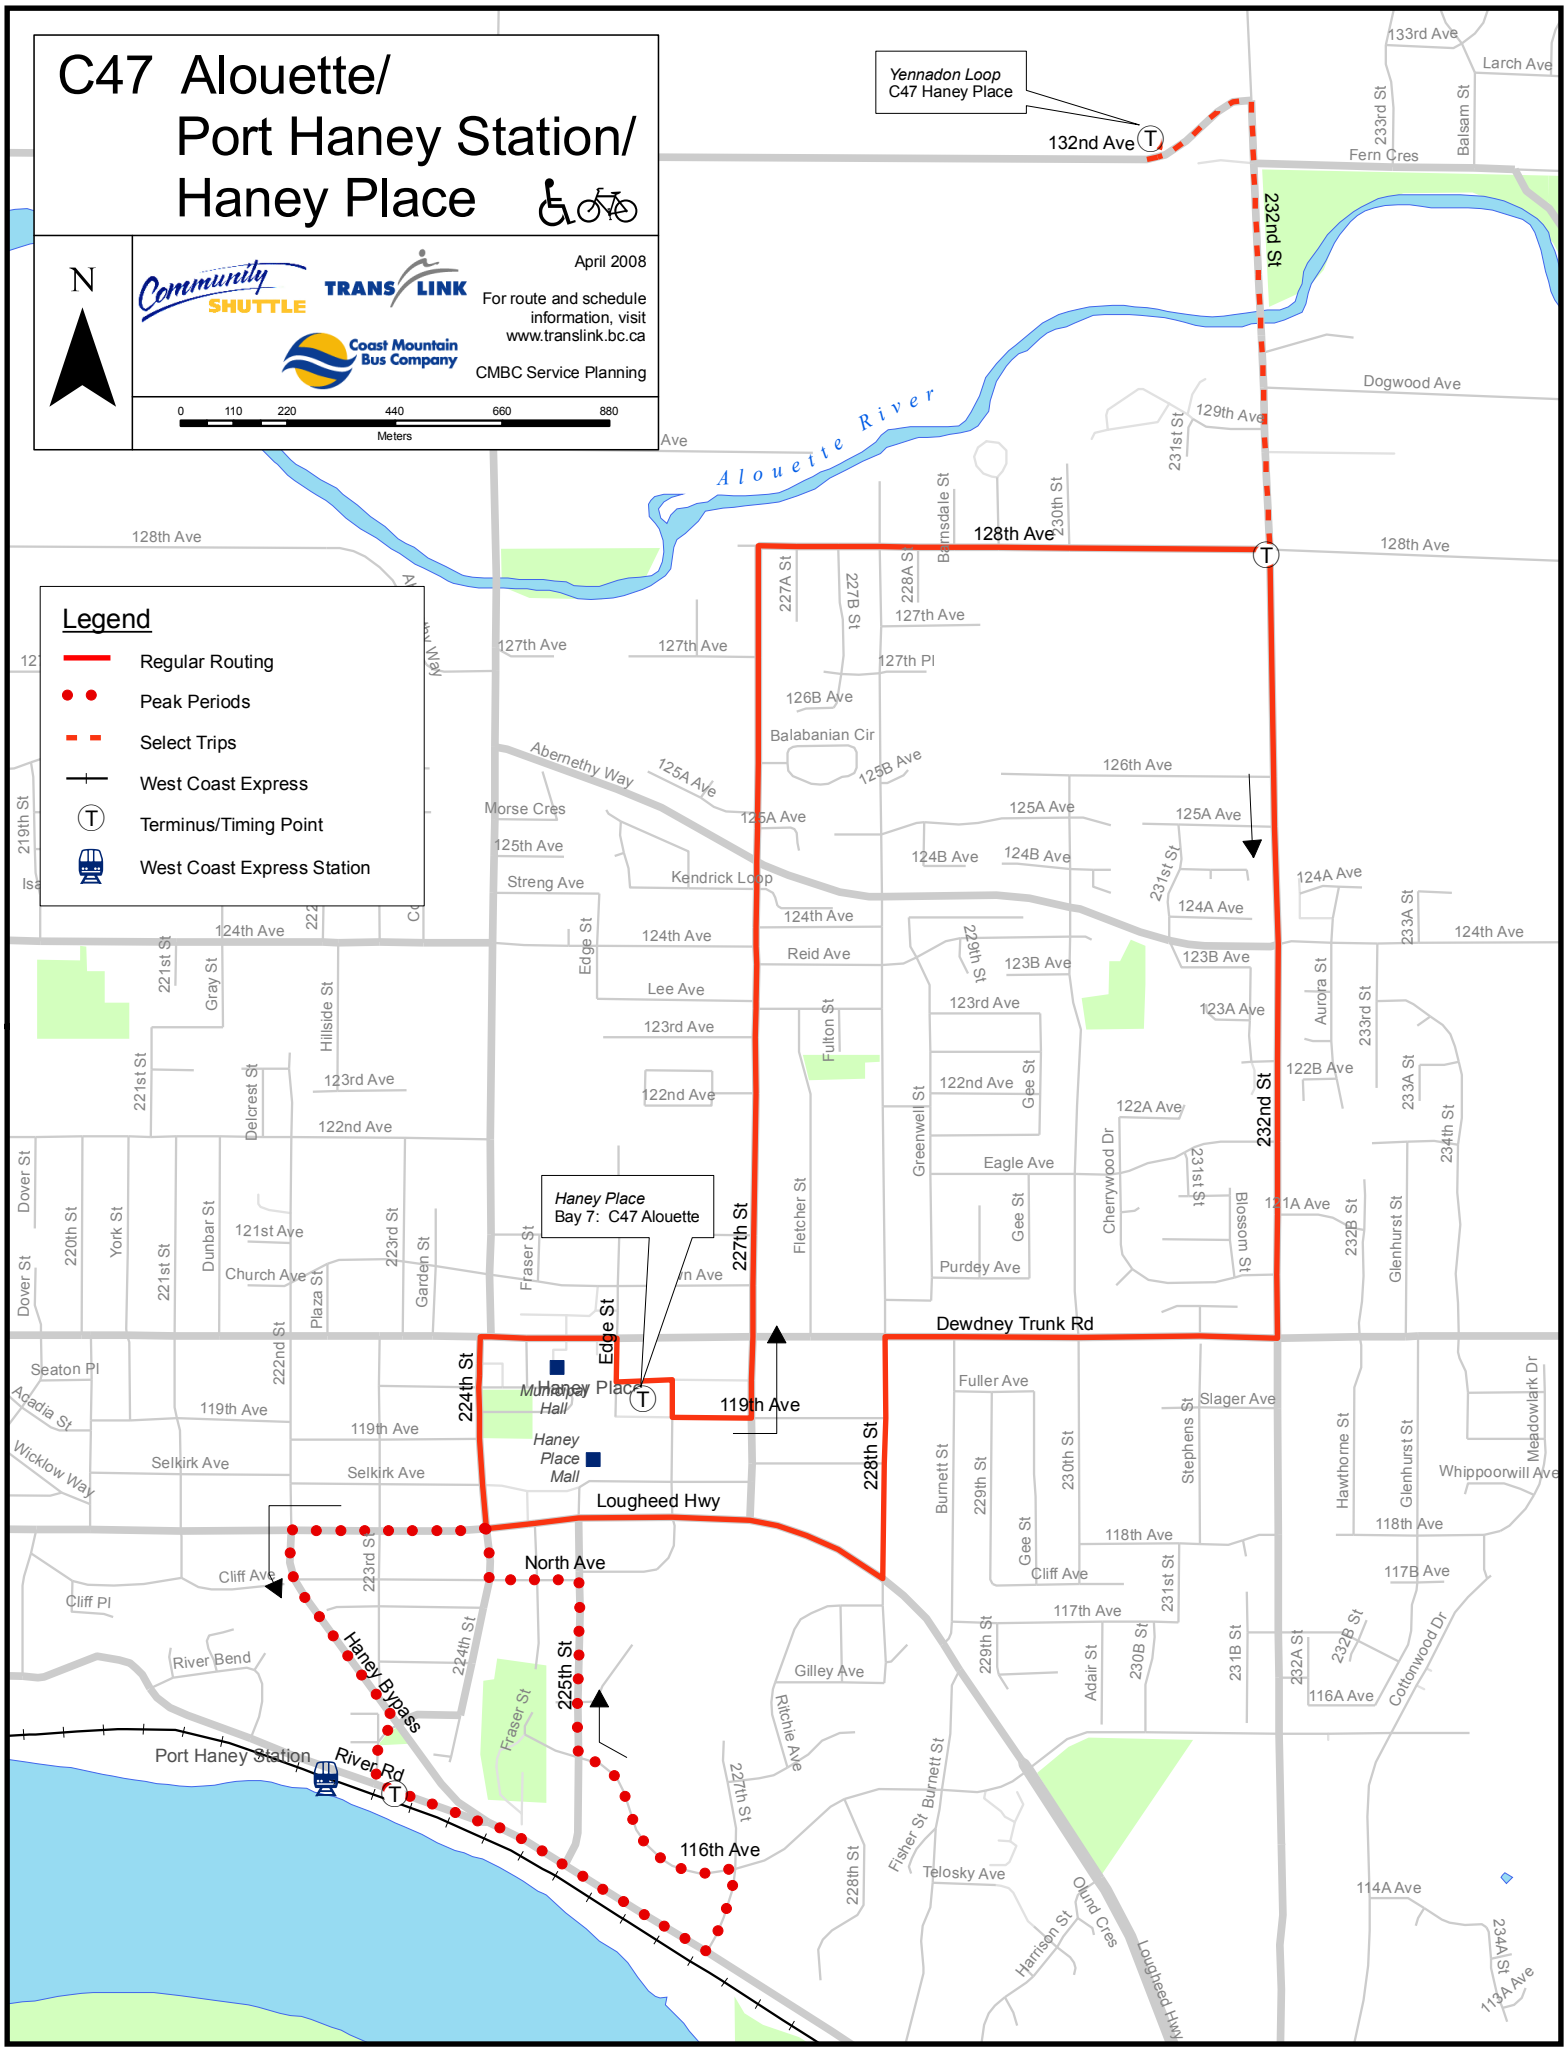 C47 Alouette/
Port Haney Station/
Haney Place
N
Community
SHUTTLE
TRANS LINK
Coast Mountain
Bus Company
April 2008
For route and schedule
information, visit
www.translink.bc.ca
CMBC Service Planning
0 110 220 440 660 880
Meters
Yennadon Loop
C47 Haney Place
132nd Ave
T
133rd Ave
Larch Ave
233rd St
Balsam St
Fern Cres
232nd St
Dogwood Ave
129th Ave
231st St
Ave
Alouette River
Barnsdale St
230th St
128th Ave
128th Ave
128th Ave
T
227A St
227B St
228A St
127th Ave
127th Ave
127th Ave
127th Pl
126B Ave
Balabanian Cir
125B Ave
126th Ave
Legend
Regular Routing
Peak Periods
Select Trips
West Coast Express
T
Terminus/Timing Point
West Coast Express Station
219th St
Abernethy Way
125A Ave
125A Ave
125A Ave
125A Ave
Morse Cres
125th Ave
Streng Ave
Kendrick Loop
124B Ave
124B Ave
231st St
124A Ave
124A Ave
233A St
124th Ave
124th Ave
124th Ave
124th Ave
Edge St
Reid Ave
229th St
123B Ave
123B Ave
221st St
Gray St
Hillside St
Lee Ave
123rd Ave
123rd Ave
123rd Ave
123A Ave
Fulton St
Aurora St
233rd St
221st St
Delcrest St
122nd Ave
122nd Ave
122nd Ave
Gee St
122A Ave
122B Ave
233A St
234th St
232nd St
Greenwell St
Cherrywood Dr
Eagle Ave
231st St
Blossom St
121A Ave
232B St
Glenhurst St
Dover St
220th St
York St
221st St
Dunbar St
121st Ave
Church Ave
Plaza St
223rd St
Garden St
Dover St
Fraser St
Haney Place
Bay 7: C47 Alouette
227th St
Fletcher St
Gee St
Purdey Ave
Edge St
Dewdney Trunk Rd
222nd St
224th St
Municipal
Hall
Haney Place
T
Haney
Place
Mall
119th Ave
119th Ave
119th Ave
Seaton Pl
Acadia St
Wicklow Way
Selkirk Ave
Selkirk Ave
Lougheed Hwy
228th St
Fuller Ave
Slager Ave
Burnett St
229th St
Gee St
230th St
Stephens St
Hawthorne St
Glenhurst St
Meadowlark Dr
Whippoorwill Ave
118th Ave
118th Ave
117B Ave
Cliff Ave
Cliff Ave
Cliff Pl
223rd St
North Ave
River Bend
Haney Bypass
224th St
225th St
Fraser St
Port Haney Station
River Rd
T
116th Ave
227th St
Ritchie Ave
Gilley Ave
117th Ave
229th St
Adair St
230B St
231st St
231B St
232A St
232B St
116A Ave
Cottonwood Dr
Burnett St
Fisher St
228th St
Telosky Ave
Harrison St
Olund Cres
Lougheed Hwy
114A Ave
234A St
113A Ave